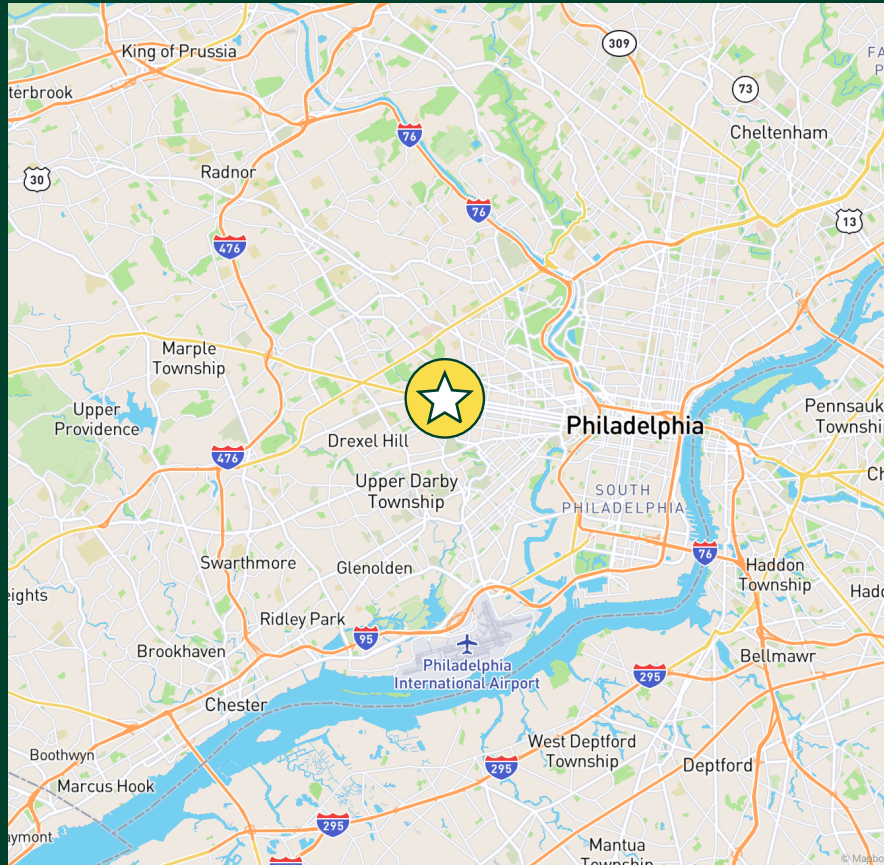 309
King of Prussia
FA
P
73
terbrook
76
Cheltenham
Radnor
30
76
13
476
Marple
Township
Upper
Providence
Pennsauk
Township
Philadelphia
Drexel Hill
476
Ch
Upper Darby
Township
SOUTH
PHILADELPHIA
76
Swarthmore
Glenolden
Haddon
Township
eights
Hadd
Ridley Park
95
Brookhaven
Philadelphia
International Airport
Bellmawr
295
Chester
West Deptford
Township
Boothwyn
295
Deptford
Marcus Hook
295
aymont
Mantua
Township
© Mapbo